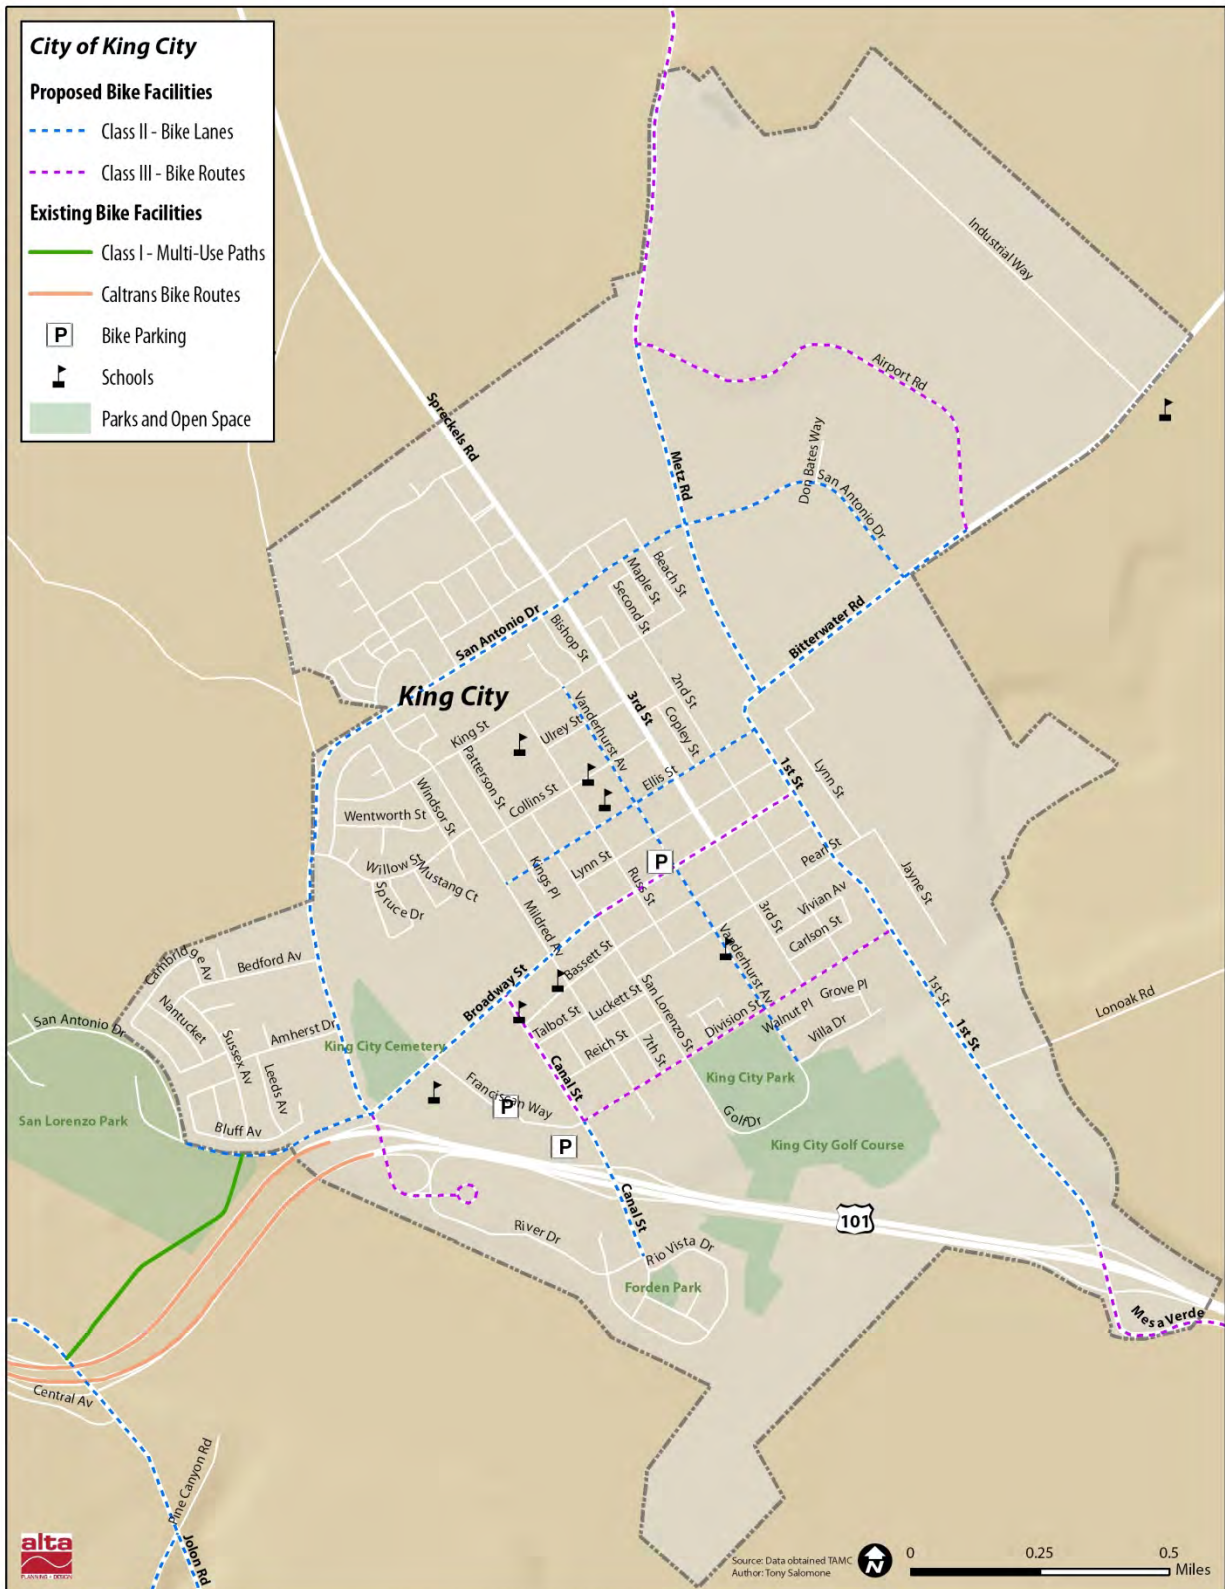 City of King City
Proposed Bike Facilities
Class II - Bike Lanes
Class III - Bike Routes
Existing Bike Facilities
Class I - Multi-Use Paths
Caltrans Bike Routes
P
Bike Parking
Schools
Parks and Open Space
Industrial Way
Airport Rd
Spreckels Rd
Metz Rd
Don Bates Way
San Antonio Dr
Beach St
Maple St
Second St
San Antonio Dr
Bishop St
Bitterwater Rd
King City
3rd St
2nd St
Copley St
Vanderhurst Av
King St
Ulrey St
Patterson St
Ellis St
1st St
Lynn St
Windsor St
Collins St
Wentworth St
Willow St
Mustang Ct
Spruce Dr
Kings Pl
Lynn St
P
Russ St
Pearl St
Jayne St
Mildred Av
3rd St
Vivian Av
Carlson St
Vanderhurst Av
Cambridge Av
Bedford Av
Bassett St
Broadway St
San Lorenzo St
Luckett St
Talbot St
Grove Pl
Walnut Pl
Division St
Villa Dr
1st St
Lonoak Rd
1st St
Nantucket
San Antonio Dr
Sussex Av
Amherst Dr
Leeds Av
King City Cemetery
Reich St
7th St
Canal St
Franciscan Way
P
King City Park
Golf Dr
King City Golf Course
San Lorenzo Park
Bluff Av
P
Canal St
101
River Dr
Rio Vista Dr
Forden Park
Mesa Verde
Central Av
Pine Canyon Rd
Jolon Rd
alta
PLANNING + DESIGN
Source: Data obtained TAMC
Author: Tony Salomone
N
0 0.25 0.5
Miles